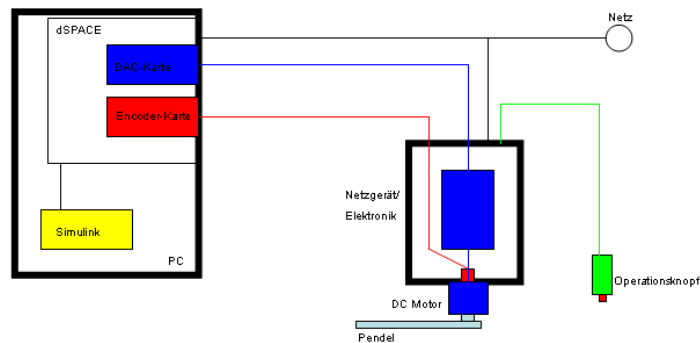 Netz
dSPACE
DAC-Karte
Encoder-Karte
Netzgerät/
Elektronik
Simulink
PC
Operationsknopf
DC Motor
Pendel